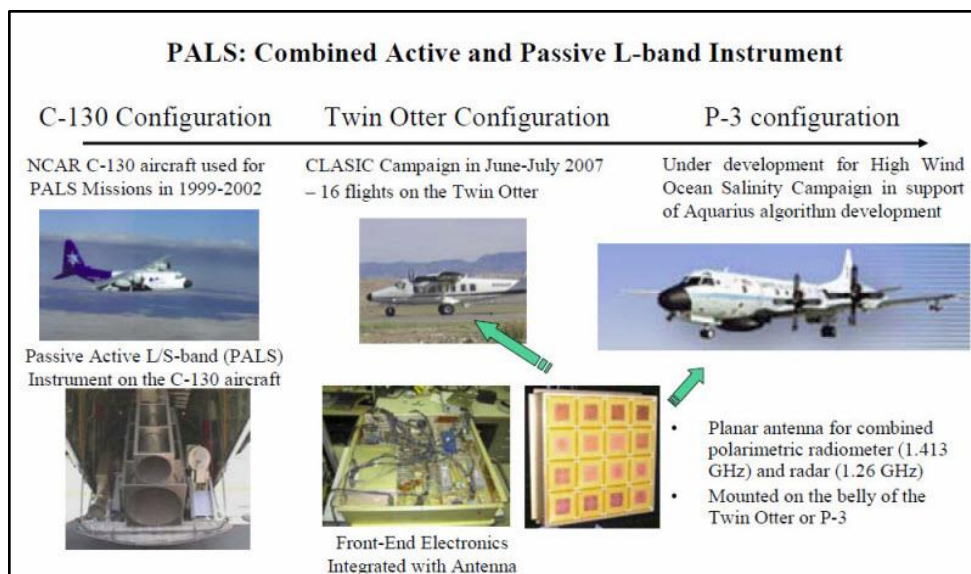 PALS: Combined Active and Passive L-band Instrument
C-130 Configuration
Twin Otter Configuration
P-3 configuration
NCAR C-130 aircraft used for
PALS Missions in 1999-2002
CLASIC Campaign in June-July 2007
– 16 flights on the Twin Otter
Under development for High Wind
Ocean Salinity Campaign in support
of Aquarius algorithm development
Passive Active L/S-band (PALS)
Instrument on the C-130 aircraft
Front-End Electronics
Integrated with Antenna
• Planar antenna for combined
polarimetric radiometer (1.413
GHz) and radar (1.26 GHz)
• Mounted on the belly of the
Twin Otter or P-3